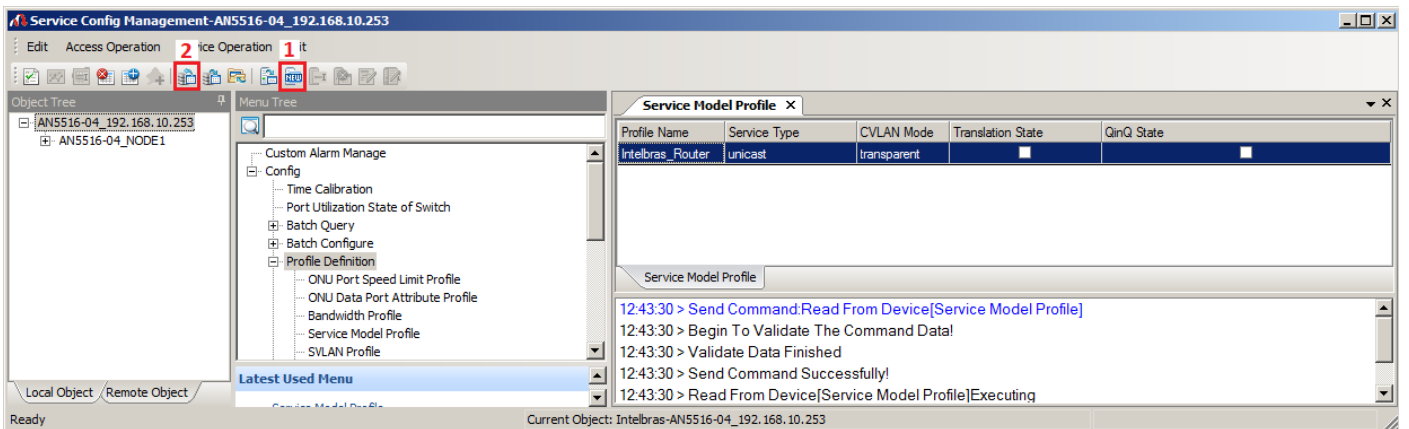 Service Config Management-AN5516-04_192.168.10.253
Edit Access Operation vice Operation it
2 1
NEW
Object Tree
AN5516-04_192.168.10.253
AN5516-04_NODE1
Local Object Remote Object
Menu Tree
Custom Alarm Manage
Config
Time Calibration
Port Utilization State of Switch
Batch Query
Batch Configure
Profile Definition
ONU Port Speed Limit Profile
ONU Data Port Attribute Profile
Bandwidth Profile
Service Model Profile
SVLAN Profile
Latest Used Menu
Service Model Profile X
Profile Name Service Type CVLAN Mode Translation State QinQ State
Intelbras_Router unicast transparent
Service Model Profile
12:43:30 > Send Command:Read From Device[Service Model Profile]
12:43:30 > Begin To Validate The Command Data!
12:43:30 > Validate Data Finished
12:43:30 > Send Command Successfully!
12:43:30 > Read From Device[Service Model Profile]Executing
Ready Current Object: Intelbras-AN5516-04_192.168.10.253